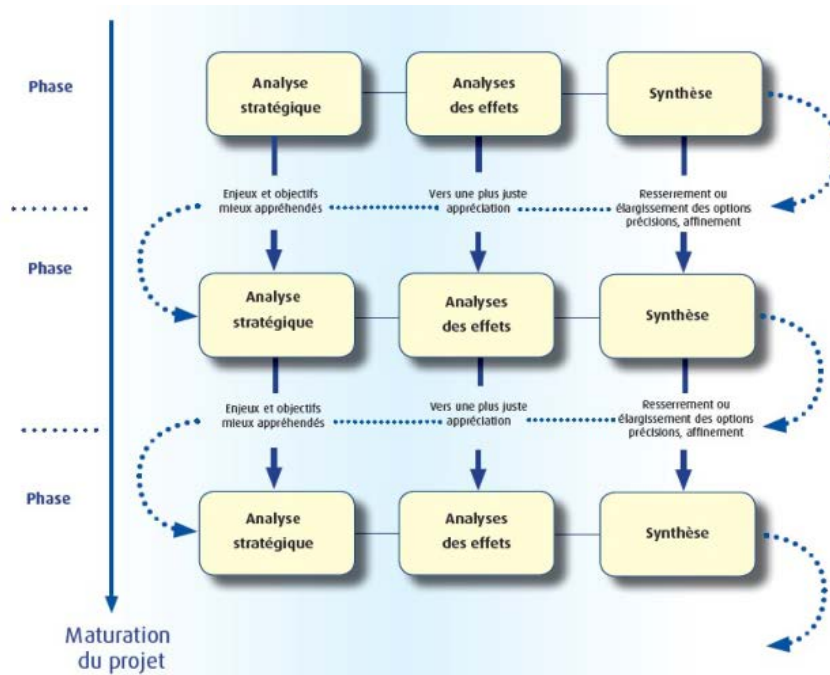 Phase
Analyse
stratégique
Analyses
des effets
Synthèse
Enjeux et objectifs
mieux appréhendés
Vers une plus juste
appréciation
Resserrement ou
élargissement des options
précisions, affinement
Phase
Analyse
stratégique
Analyses
des effets
Synthèse
Enjeux et objectifs
mieux appréhendés
Vers une plus juste
appréciation
Resserrement ou
élargissement des options
précisions, affinement
Phase
Analyse
stratégique
Analyses
des effets
Synthèse
Maturation
du projet